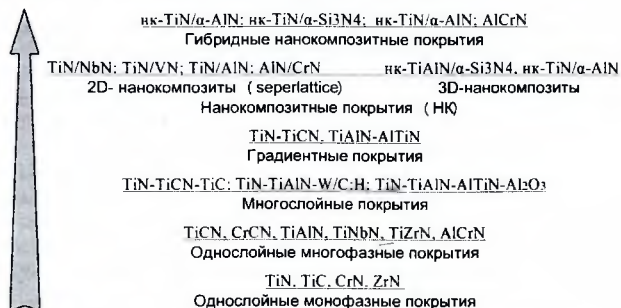 нк-TiN/α-AlN; нк-TiN/α-Si3N4; нк-TiN/α-AlN; AlCrN
Гибридные нанокомпозитные покрытия
TiN/NbN; TiN/VN; TiN/AlN; AlN/CrN нк-TiAlN/α-Si3N4, нк-TiN/α-AlN
2D- нанокомпозиты ( seperlattice) 3D-нанокомпозиты
Нанокомпозитные покрытия ( НК)
TiN-TiCN, TiAlN-AlTiN
Градиентные покрытия
TiN-TiCN-TiC; TiN-TiAlN-W/C:H; TiN-TiAlN-AlTiN-Al2O3
Многослойные покрытия
TiCN, CrCN, TiAlN, TiNbN, TiZrN, AlCrN
Однослойные многофазные покрытия
TiN, TiC, CrN, ZrN
Однослойные монофазные покрытия